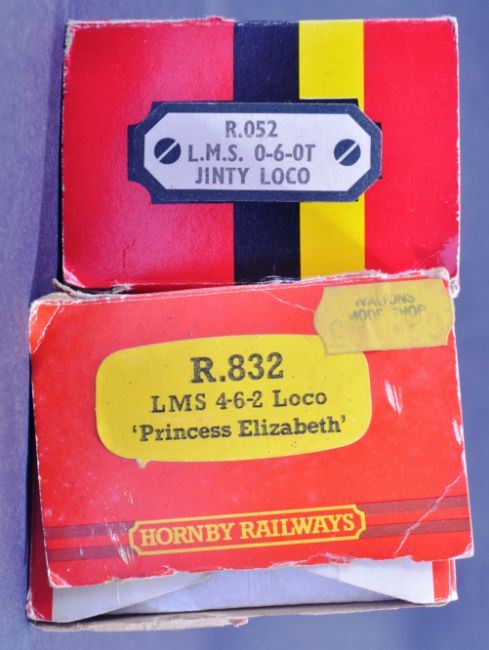 R.052
L.M.S. 0-6-0T
JINTY LOCO
WALTONS
MODEL SHOP
R.832
LMS 4-6-2 Loco
'Princess Elizabeth'
HORNBY RAILWAYS